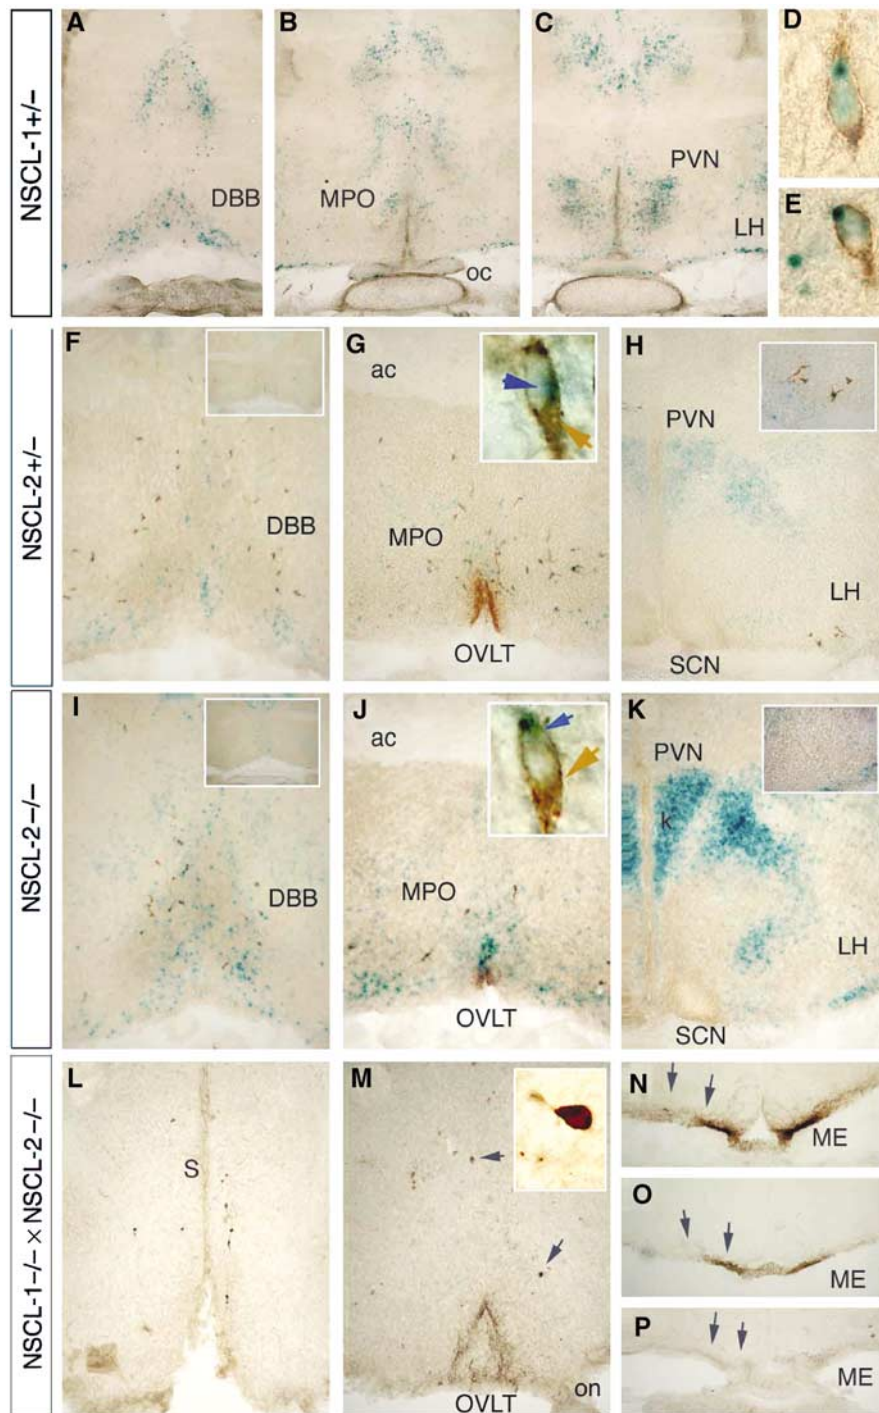 NSCL-1+/−
A
DBB
B
MPO
oc
C
PVN
LH
D
E
NSCL-2+/−
F
DBB
G
ac
MPO
OVLT
H
PVN
LH
SCN
NSCL-2−/−
I
DBB
J
ac
MPO
OVLT
K
PVN
k
LH
SCN
NSCL-1−/− × NSCL-2−/−
L
S
M
OVLT
on
N
ME
O
ME
P
ME